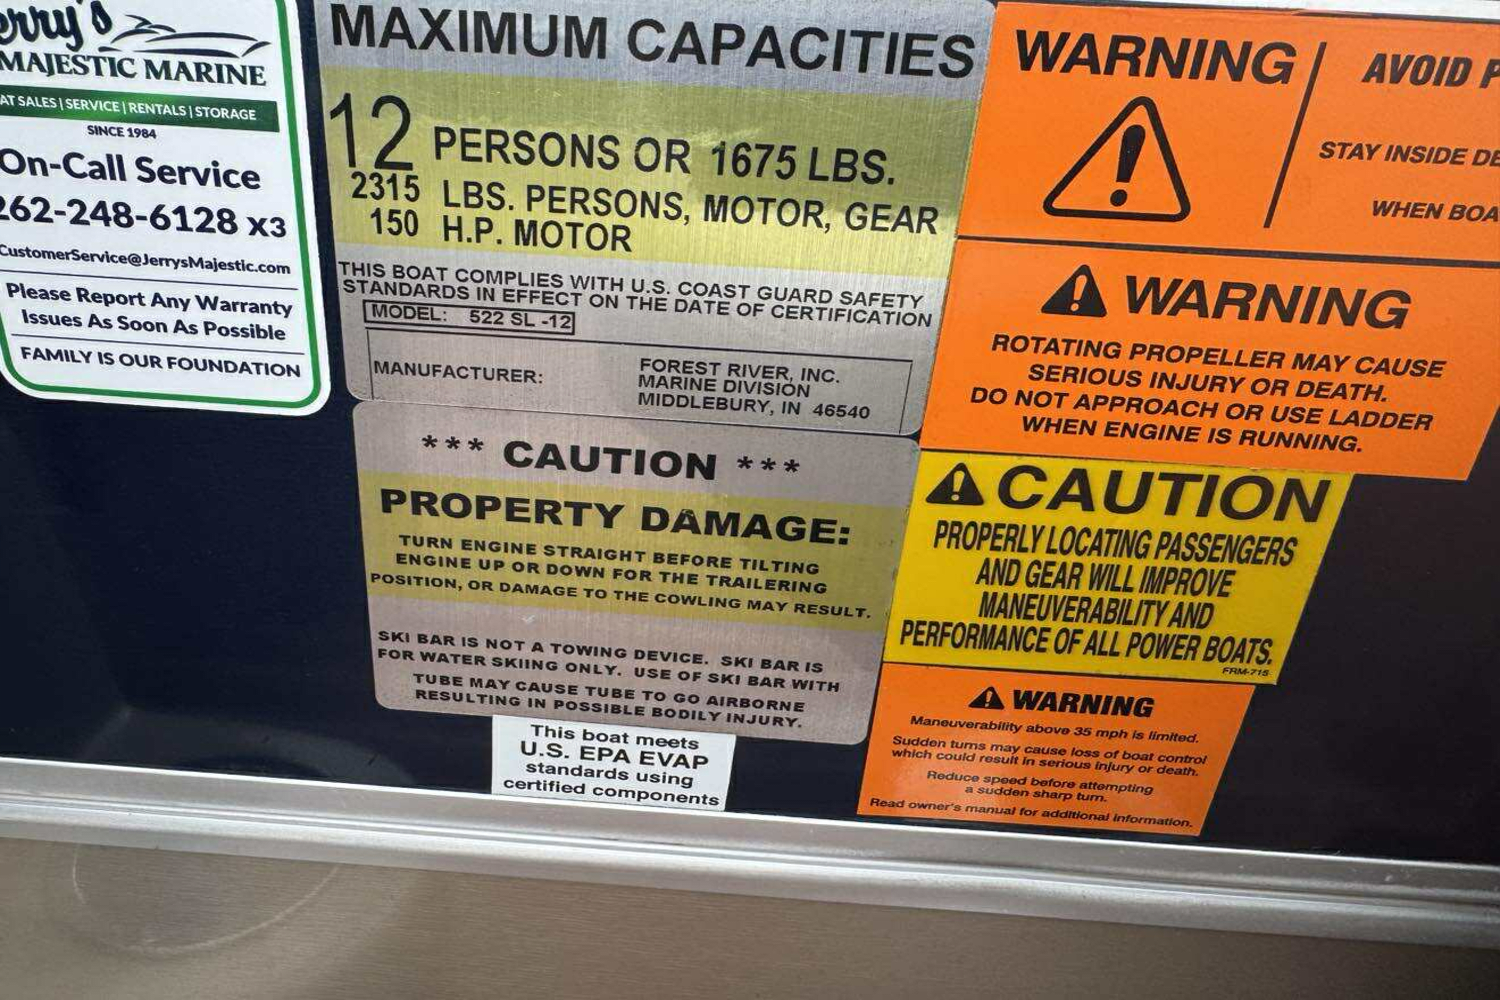 MAJESTIC MARINE
SALES | SERVICE | RENTALS | STORAGE
SINCE 1984
On-Call Service
262-248-6128 x3
CustomerService@JerrysMajestic.com
Please Report Any Warranty
Issues As Soon As Possible
FAMILY IS OUR FOUNDATION
MAXIMUM CAPACITIES
12 PERSONS OR 1675 LBS.
2315 LBS. PERSONS, MOTOR, GEAR
150 H.P. MOTOR
THIS BOAT COMPLIES WITH U.S. COAST GUARD SAFETY
STANDARDS IN EFFECT ON THE DATE OF CERTIFICATION
MODEL: 522 SL -12
MANUFACTURER: FOREST RIVER, INC.
MARINE DIVISION
MIDDLEBURY, IN 46540
*** CAUTION ***
PROPERTY DAMAGE:
TURN ENGINE STRAIGHT BEFORE TILTING
ENGINE UP OR DOWN FOR THE TRAILERING
POSITION, OR DAMAGE TO THE COWLING MAY RESULT.
SKI BAR IS NOT A TOWING DEVICE. SKI BAR IS
FOR WATER SKIING ONLY. USE OF SKI BAR WITH
TUBE MAY CAUSE TUBE TO GO AIRBORNE
RESULTING IN POSSIBLE BODILY INJURY.
This boat meets
U.S. EPA EVAP
standards using
certified components
WARNING
AVOID
STAY INSIDE
WHEN
WARNING
ROTATING PROPELLER MAY CAUSE
SERIOUS INJURY OR DEATH.
DO NOT APPROACH OR USE LADDER
WHEN ENGINE IS RUNNING.
CAUTION
PROPERLY LOCATING PASSENGERS
AND GEAR WILL IMPROVE
MANEUVERABILITY AND
PERFORMANCE OF ALL POWER BOATS.
FRM-715
WARNING
Maneuverability above 35 mph is limited.
Sudden turns may cause loss of boat control
which could result in serious injury or death.
Reduce speed before attempting
a sudden sharp turn.
Read owner's manual for additional information.